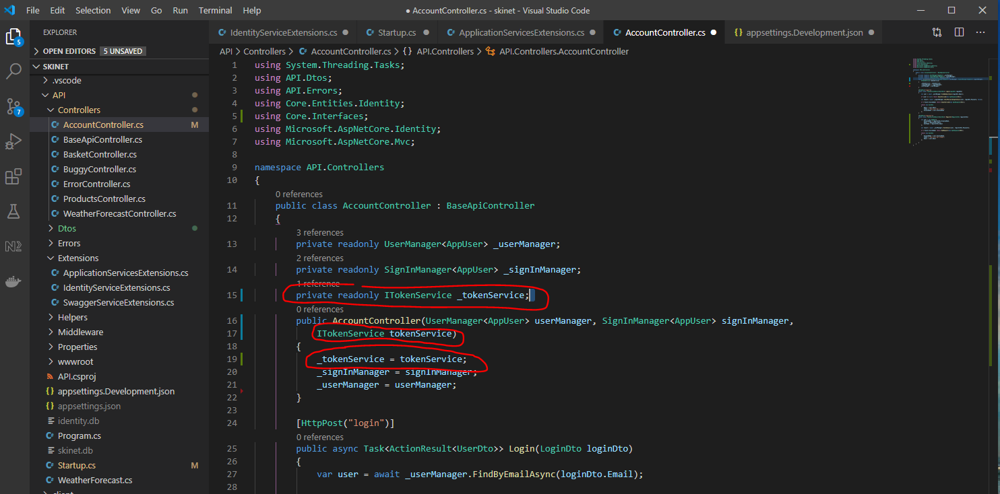 File Edit Selection View Go Run Terminal Help
● AccountController.cs - skinet - Visual Studio Code
EXPLORER
IdentityServiceExtensions.cs
Startup.cs
ApplicationServicesExtensions.cs
AccountController.cs
appsettings.Development.json
OPEN EDITORS 5 UNSAVED
SKINET
.vscode
API
Controllers
AccountController.cs M
BaseApiController.cs
BasketController.cs
BuggyController.cs
ErrorController.cs
ProductsController.cs
WeatherForecastController.cs
Dtos
Errors
Extensions
ApplicationServicesExtensions.cs
IdentityServiceExtensions.cs
SwaggerServiceExtensions.cs
Helpers
Middleware
Properties
wwwroot
API.csproj
appsettings.Development.json
appsettings.json
identity.db
Program.cs
skinet.db
Startup.cs M
WeatherForecast.cs
5
7
API > Controllers > AccountController.cs > {} API.Controllers > API.Controllers.AccountController
1 using System.Threading.Tasks;
2 using API.Dtos;
3 using API.Errors;
4 using Core.Entities.Identity;
5 using Core.Interfaces;
6 using Microsoft.AspNetCore.Identity;
7 using Microsoft.AspNetCore.Mvc;
8
9 namespace API.Controllers
10 {
0 references
11 public class AccountController : BaseApiController
12 {
3 references
13 private readonly UserManager<AppUser> _userManager;
2 references
14 private readonly SignInManager<AppUser> _signInManager;
1 reference
15 private readonly ITokenService _tokenService;
0 references
16 public AccountController(UserManager<AppUser> userManager, SignInManager<AppUser> signInManager,
17 ITokenService tokenService)
18 {
19 _tokenService = tokenService;
20 _signInManager = signInManager;
21 _userManager = userManager;
22 }
23
24 [HttpPost("login")]
0 references
25 public async Task<ActionResult<UserDto>> Login(LoginDto loginDto)
26 {
27 var user = await _userManager.FindByEmailAsync(loginDto.Email);
28